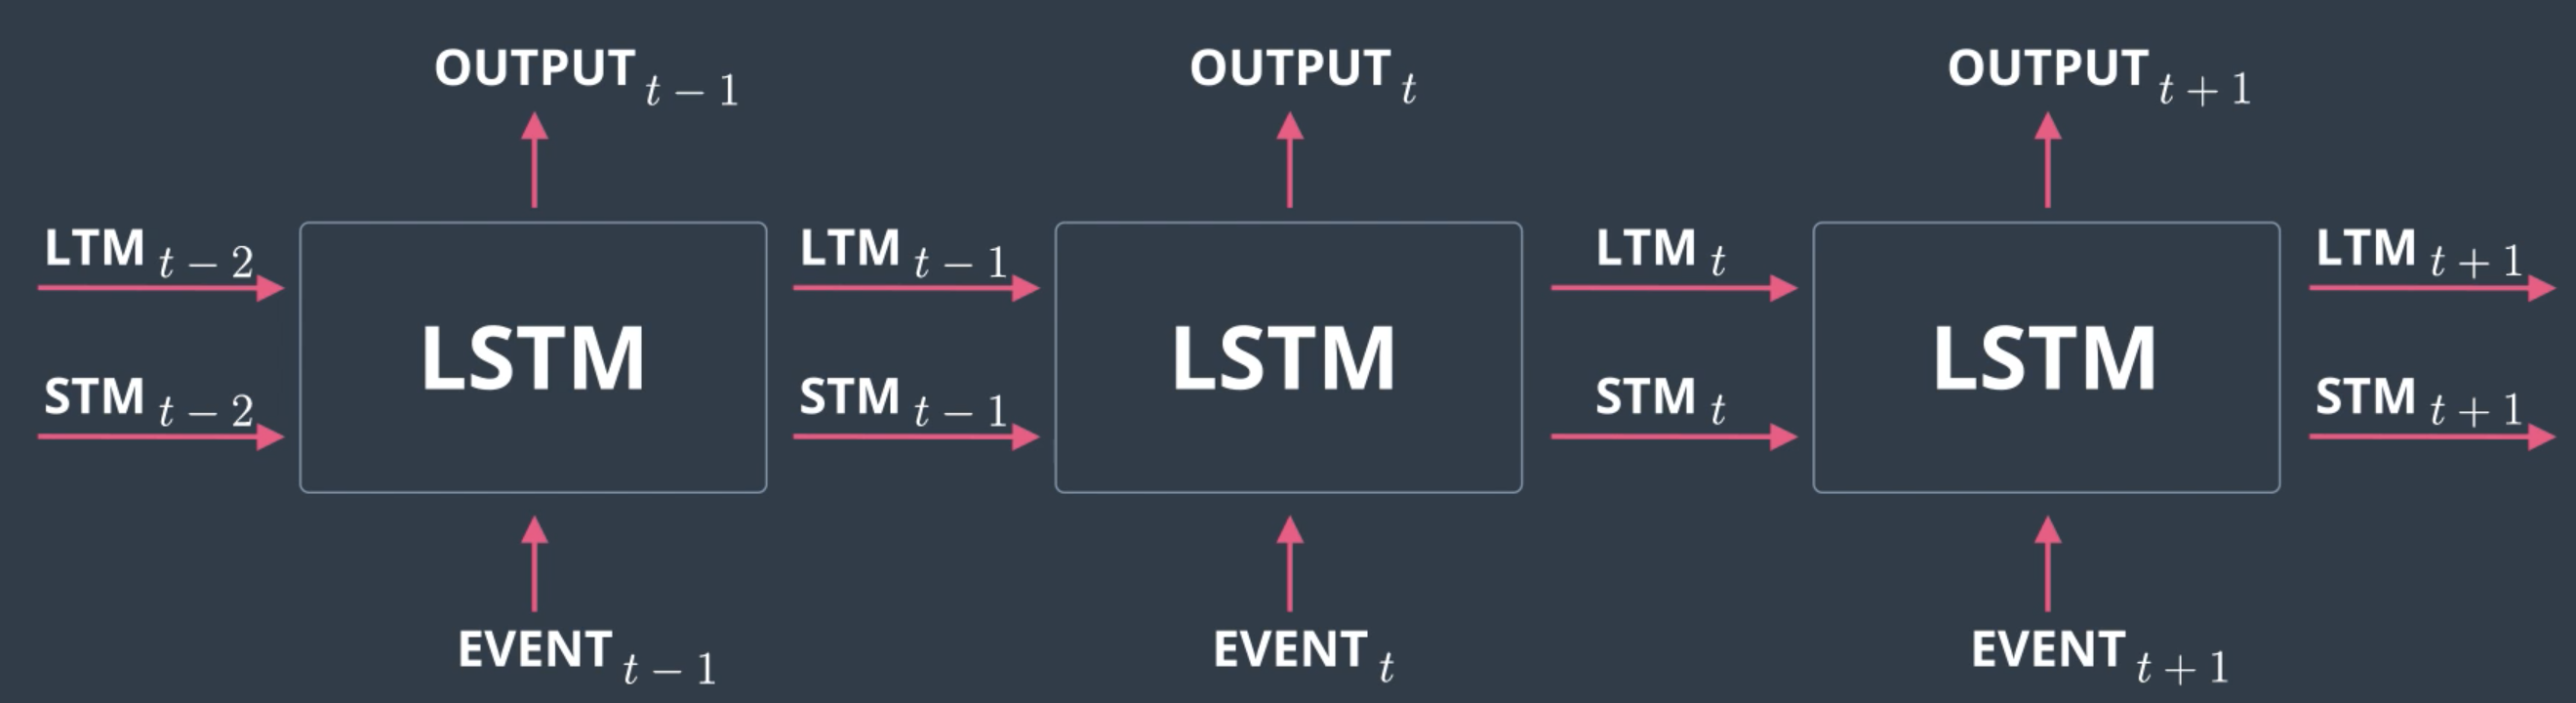 OUTPUT t − 1
OUTPUT t
OUTPUT t + 1
LTM t − 2
LTM t − 1
LTM t
LTM t + 1
LSTM
LSTM
LSTM
STM t − 2
STM t − 1
STM t
STM t + 1
EVENT t − 1
EVENT t
EVENT t + 1